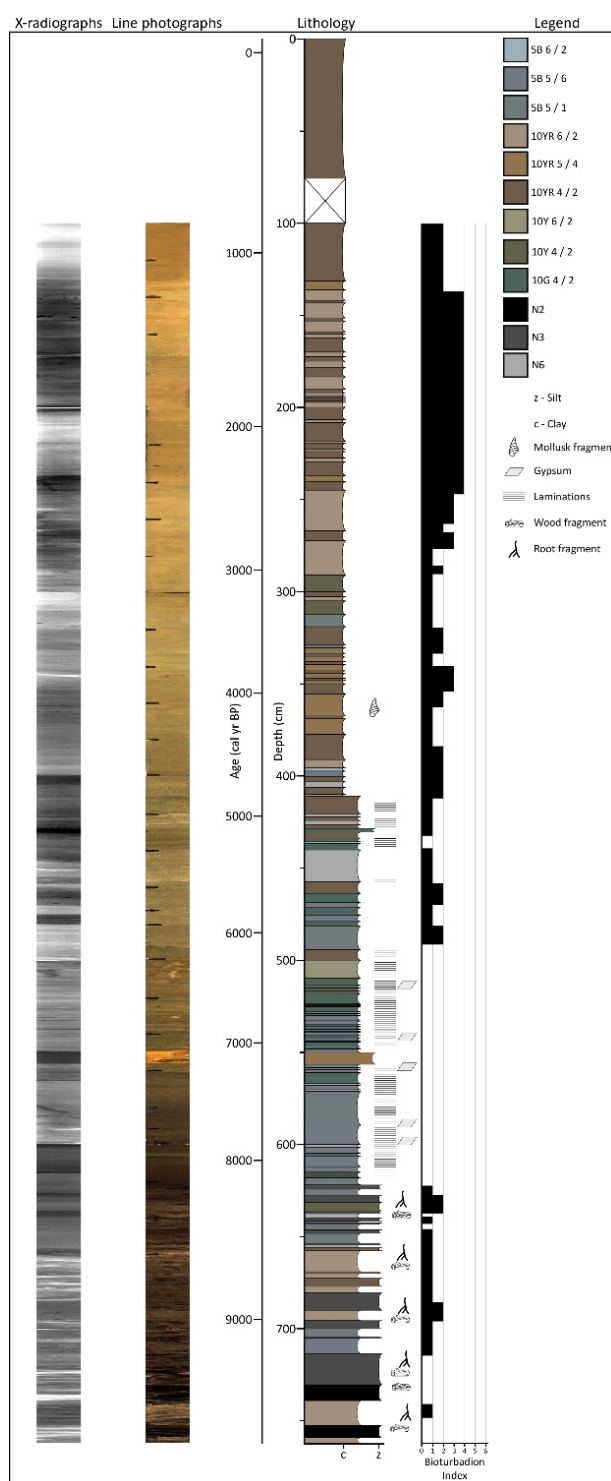 X-radiographs Line photographs Lithology Legend
0
1000
2000
3000
4000
5000
6000
7000
8000
9000
Age (cal yr BP)
Depth (cm)
0
100
200
300
400
500
600
700
C Z
5B 6 / 2
5B 5 / 6
5B 5 / 1
10YR 6 / 2
10YR 5 / 4
10YR 4 / 2
10Y 6 / 2
10Y 4 / 2
10G 4 / 2
N2
N3
N6
z - Silt
c - Clay
Mollusk fragmen
Gypsum
Laminations
Wood fragment
Root fragment
0 1 2 3 4 5 6
Bioturbadion
Index